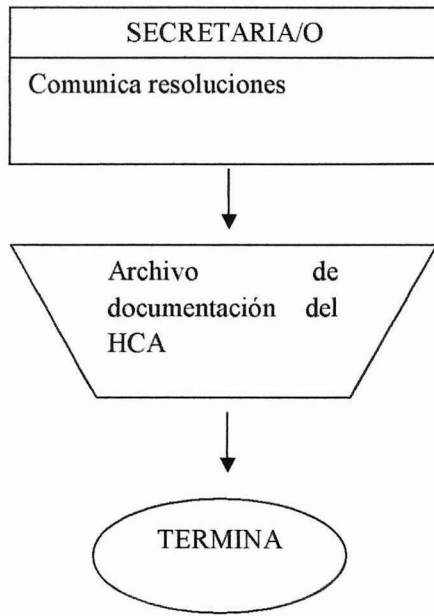 SECRETARIA/O
Comunica resoluciones
Archivo de
documentación del
HCA
TERMINA